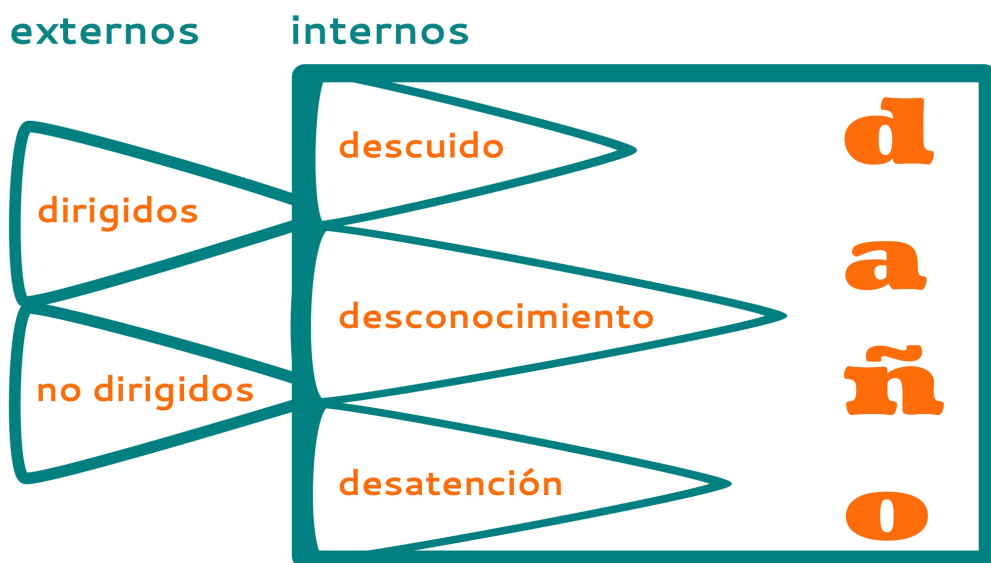 externos internos
descuido
dirigidos
desconocimiento
no dirigidos
desatención
d
a
ñ
o